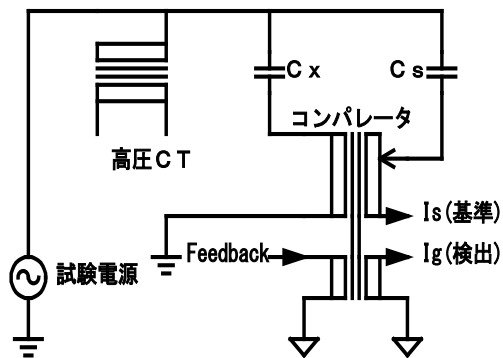 Cx
Cs
コンパレータ
高圧CT
Is(基準)
Feedback
Ig(検出)
試験電源